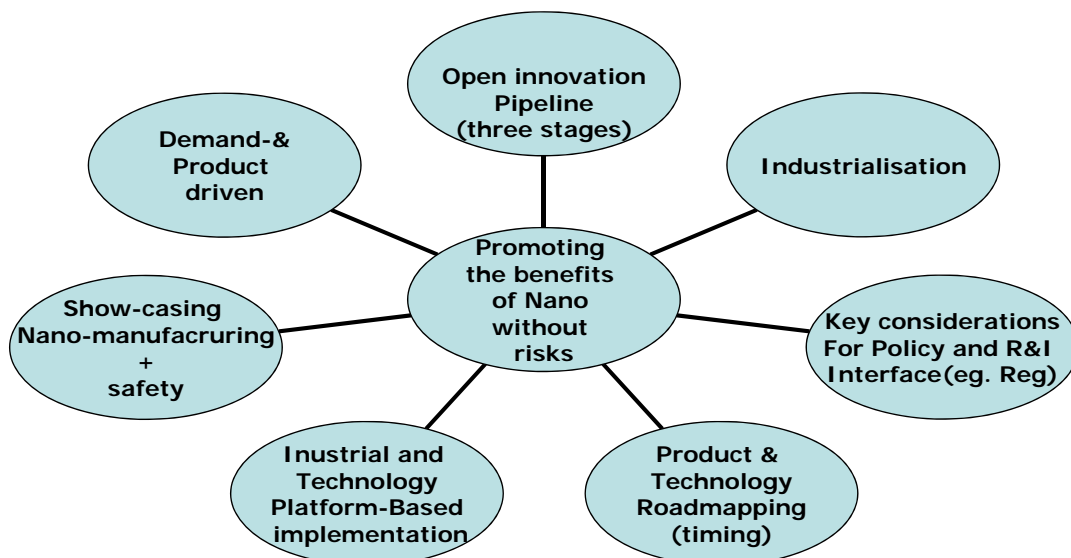 Open innovation
Pipeline
(three stages)
Demand-&
Product
driven
Industrialisation
Promoting
the benefits
of Nano
without
risks
Show-casing
Nano-manufacruring
+
safety
Key considerations
For Policy and R&I
Interface(eg. Reg)
Inustrial and
Technology
Platform-Based
implementation
Product &
Technology
Roadmapping
(timing)